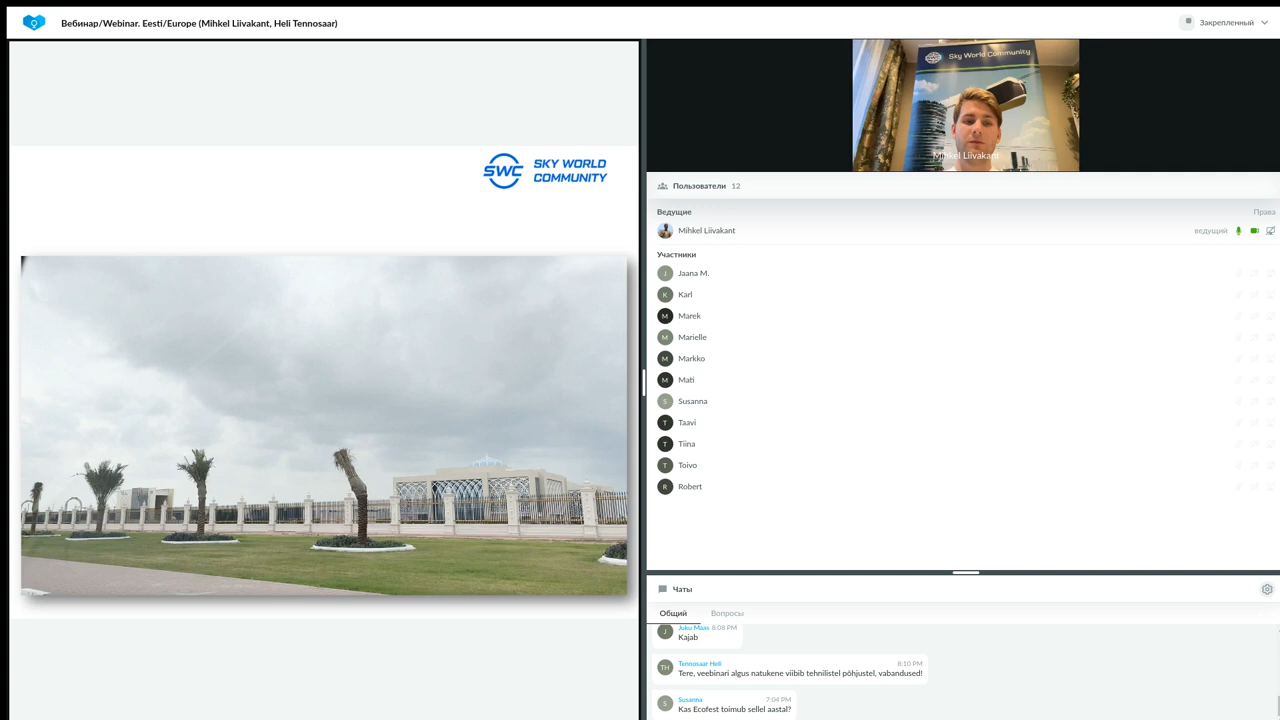 Вебинар/Webinar. Eesti/Europe (Mihkel Liivakant, Heli Tennosaar)
Закрепленный
SWC SKY WORLD
COMMUNITY
Sky World Community
Mihkel Liivakant
Пользователи 12
Ведущие Права
Mihkel Liivakant ведущий
Участники
J Jaana M.
K Karl
M Marek
M Marielle
M Markko
M Mati
S Susanna
T Taavi
T Tiina
T Toivo
R Robert
Чаты
Общий Вопросы
J Juku Maas 8:08 PM
Kajab
TH Tennosaar Heli 8:10 PM
Tere, veebinari algus natukene viibib tehnilistel põhjustel, vabandused!
S Susanna 7:04 PM
Kas Ecofest toimub sellel aastal?